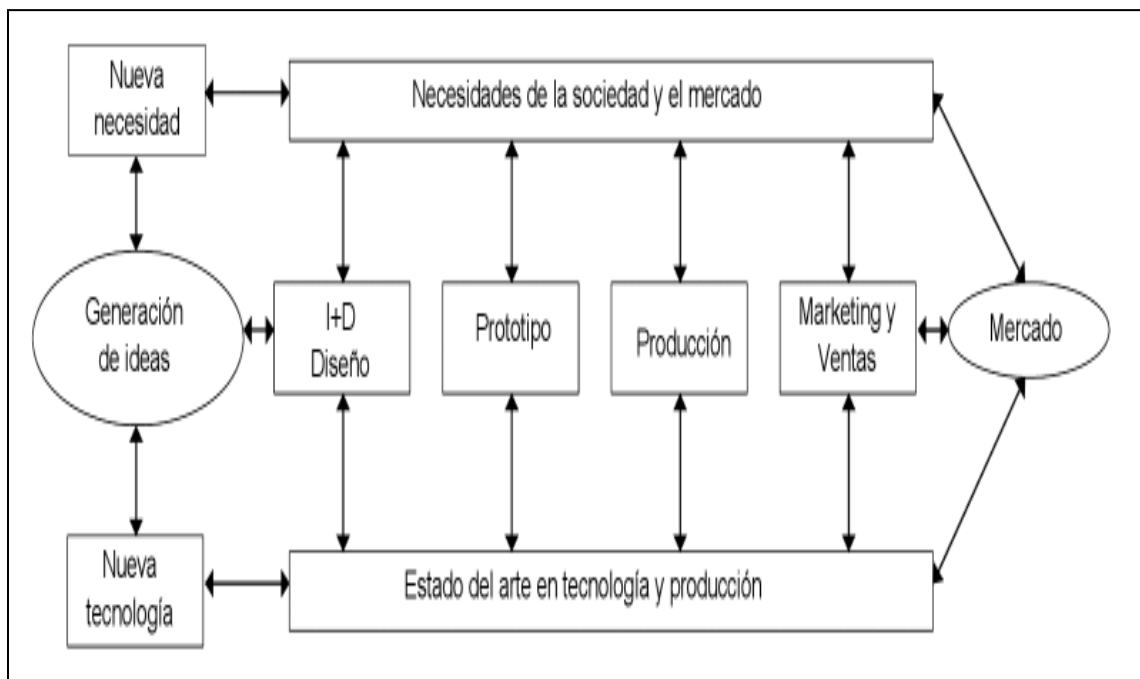 Nueva
necesidad
Necesidades de la sociedad y el mercado
Generación
de ideas
I+D
Diseño
Prototipo
Producción
Marketing y
Ventas
Mercado
Nueva
tecnología
Estado del arte en tecnología y producción